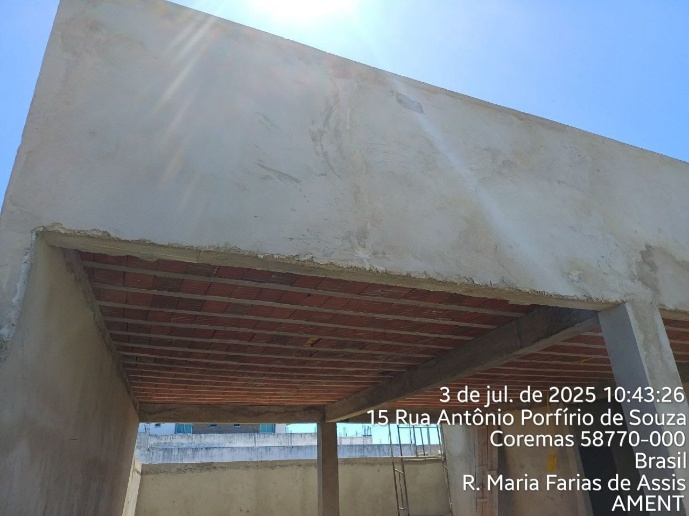 3 de jul. de 2025 10:43:26
15 Rua Antônio Porfírio de Souza
Coremas 58770-000
Brasil
R. Maria Farias de Assis
AMENT